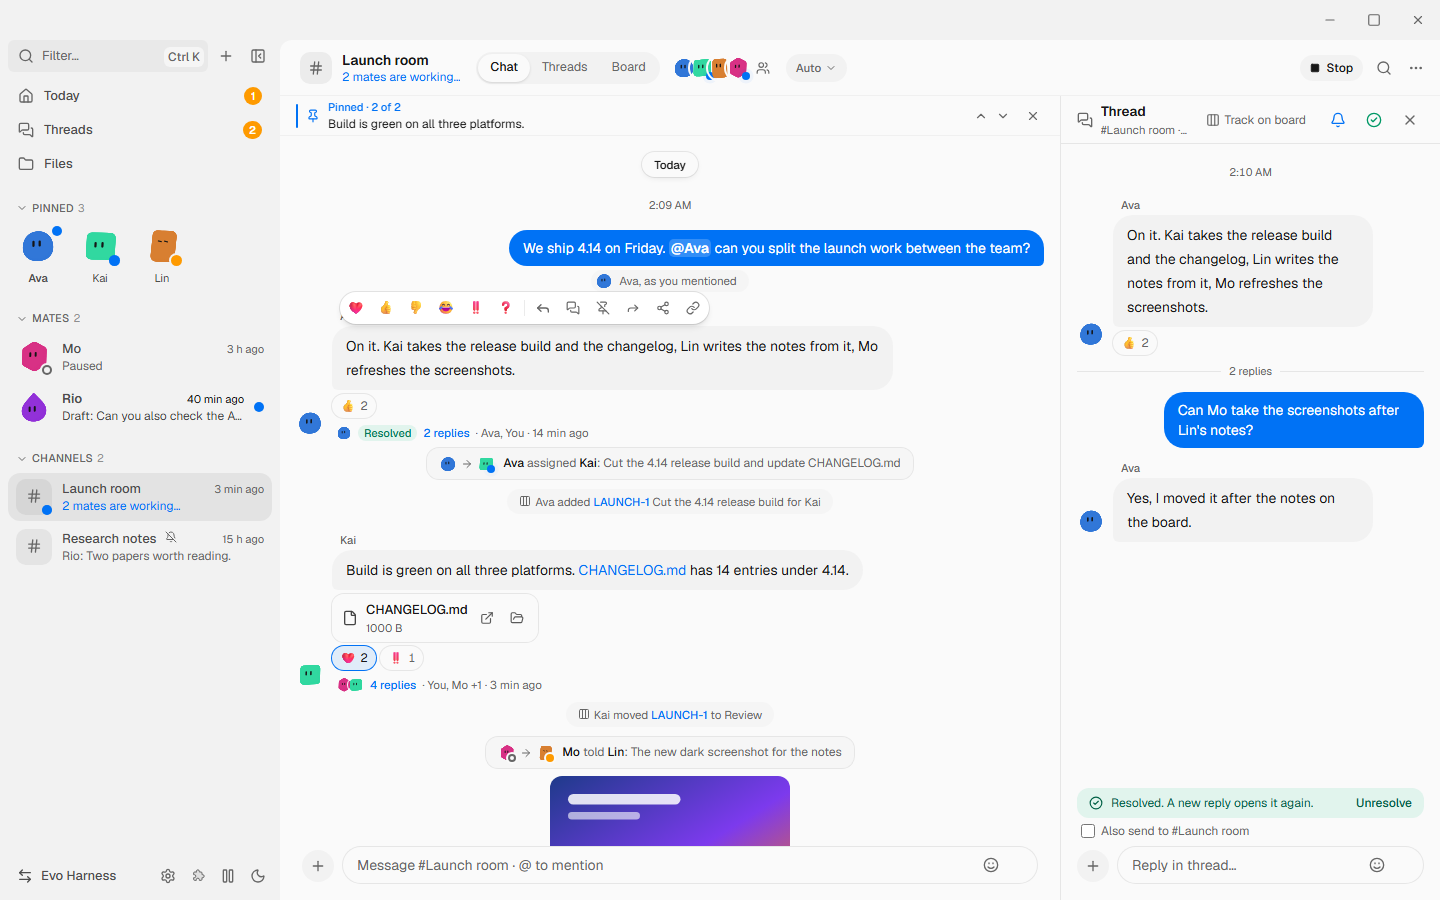 Filter...
Ctrl K
Today
1
Threads
2
Files
PINNED 3
Ava
Kai
Lin
MATES 2
Mo
3 h ago
Paused
Rio
40 min ago
Draft: Can you also check the A...
CHANNELS 2
Launch room
3 min ago
2 mates are working...
Research notes
15 h ago
Rio: Two papers worth reading.
Evo Harness
Launch room
2 mates are working...
Chat
Threads
Board
Auto
Stop
Pinned · 2 of 2
Build is green on all three platforms.
Today
2:09 AM
We ship 4.14 on Friday. @Ava can you split the launch work between the team?
Ava, as you mentioned
On it. Kai takes the release build and the changelog, Lin writes the notes from it, Mo
refreshes the screenshots.
2
Resolved
2 replies · Ava, You · 14 min ago
Ava assigned Kai: Cut the 4.14 release build and update CHANGELOG.md
Ava added LAUNCH-1 Cut the 4.14 release build for Kai
Kai
Build is green on all three platforms. CHANGELOG.md has 14 entries under 4.14.
CHANGELOG.md
1000 B
2
1
4 replies · You, Mo +1 · 3 min ago
Kai moved LAUNCH-1 to Review
Mo told Lin: The new dark screenshot for the notes
Message #Launch room · @ to mention
Thread
#Launch room ·...
Track on board
2:10 AM
Ava
On it. Kai takes the release build
and the changelog, Lin writes the
notes from it, Mo refreshes the
screenshots.
2
2 replies
Can Mo take the screenshots after
Lin's notes?
Ava
Yes, I moved it after the notes on
the board.
Resolved. A new reply opens it again.
Unresolve
Also send to #Launch room
Reply in thread...